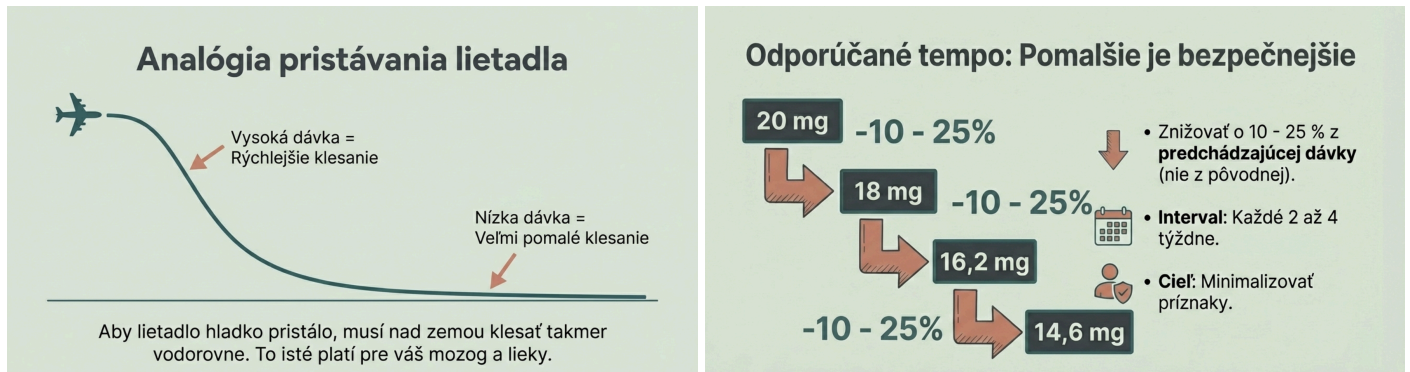 Analógia pristávania lietadla
Vysoká dávka =
Rýchlejšie klesanie
Nízka dávka =
Veľmi pomalé klesanie
Aby lietadlo hladko pristálo, musí nad zemou klesať takmer
vodorovne. To isté platí pre váš mozog a lieky.
Odporúčané tempo: Pomalšie je bezpečnejšie
20 mg
-10 - 25%
18 mg
-10 - 25%
16,2 mg
-10 - 25%
14,6 mg
• Znižovať o 10 - 25 % z
predchádzajúcej dávky
(nie z pôvodnej).
• Interval: Každé 2 až 4
týždne.
• Cieľ: Minimalizovať
príznaky.